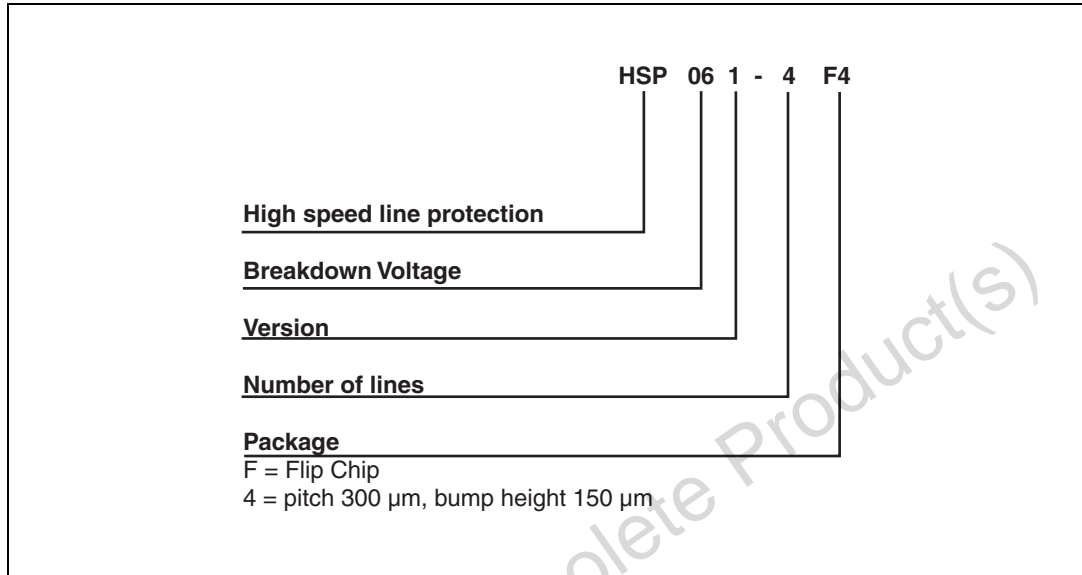 HSP 06 1 - 4 F4
High speed line protection
Breakdown Voltage
Version
Number of lines
Package
F = Flip Chip
4 = pitch 300 µm, bump height 150 µm
Product(s)